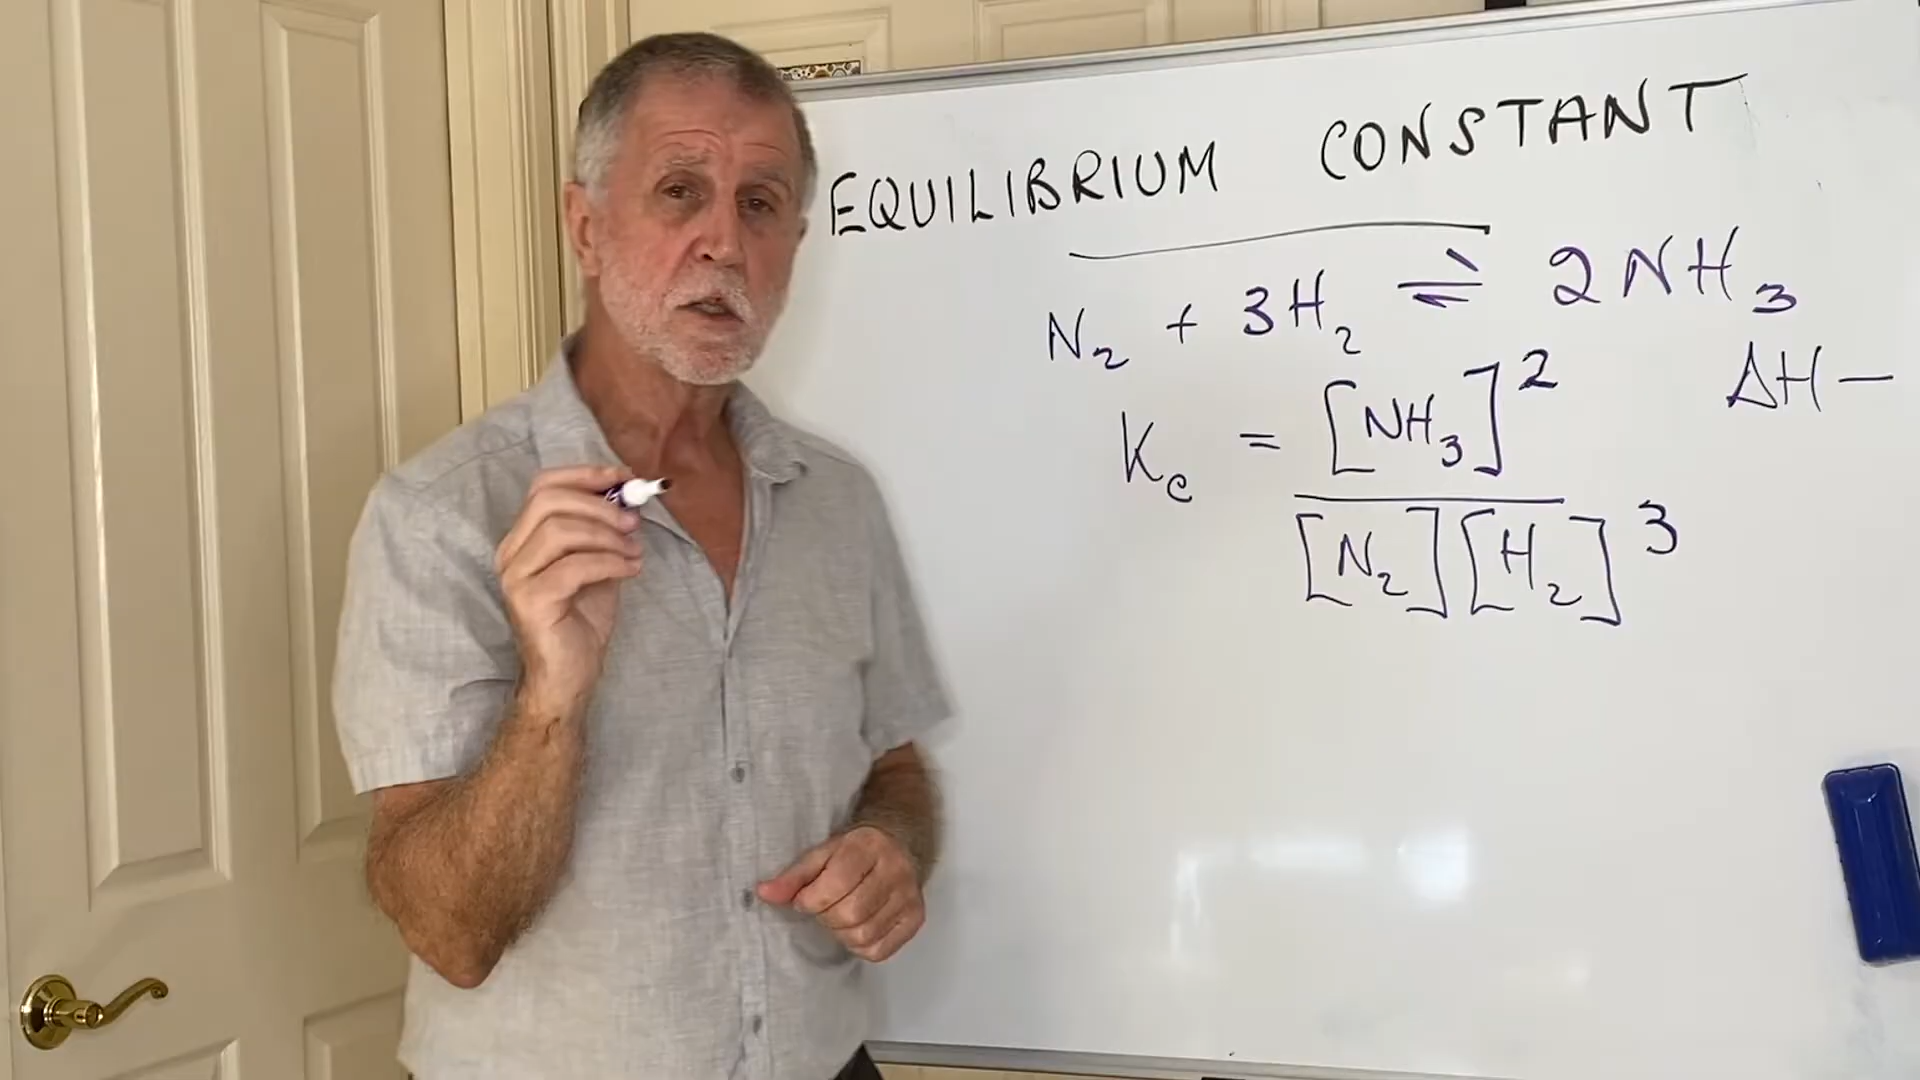 EQUILIBRIUM CONSTANT
N₂ + 3H₂ ⇌ 2NH₃
ΔH −
Kc = [NH₃]²
[N₂][H₂]³